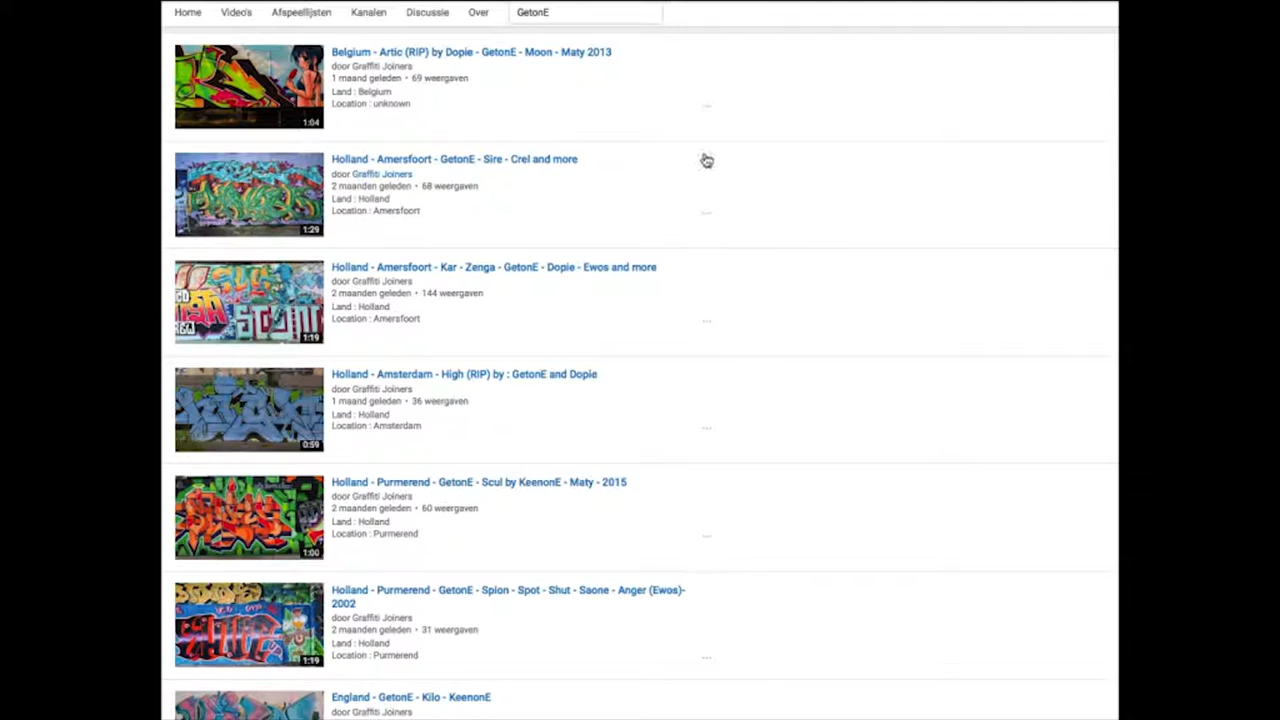 Home Video's Afspeellijsten Kanalen Discussie Over GetonE
Belgium - Artic (RIP) by Dopie - GetonE - Moon - Maty 2013
door Graffiti Joiners
1 maand geleden • 69 weergaven
Land : Belgium
Location : unknown
1:04
Holland - Amersfoort - GetonE - Sire - Crel and more
door Graffiti Joiners
2 maanden geleden • 68 weergaven
Land : Holland
Location : Amersfoort
1:29
Holland - Amersfoort - Kar - Zenga - GetonE - Dopie - Ewos and more
door Graffiti Joiners
2 maanden geleden • 144 weergaven
Land : Holland
Location : Amersfoort
1:19
Holland - Amsterdam - High (RIP) by : GetonE and Dopie
door Graffiti Joiners
1 maand geleden • 36 weergaven
Land : Holland
Location : Amsterdam
0:59
Holland - Purmerend - GetonE - Scul by KeenonE - Maty - 2015
door Graffiti Joiners
2 maanden geleden • 60 weergaven
Land : Holland
Location : Purmerend
1:00
Holland - Purmerend - GetonE - Spion - Spot - Shut - Saone - Anger (Ewos)-
2002
door Graffiti Joiners
2 maanden geleden • 31 weergaven
Land : Holland
Location : Purmerend
1:19
England - GetonE - Kilo - KeenonE
door Graffiti Joiners